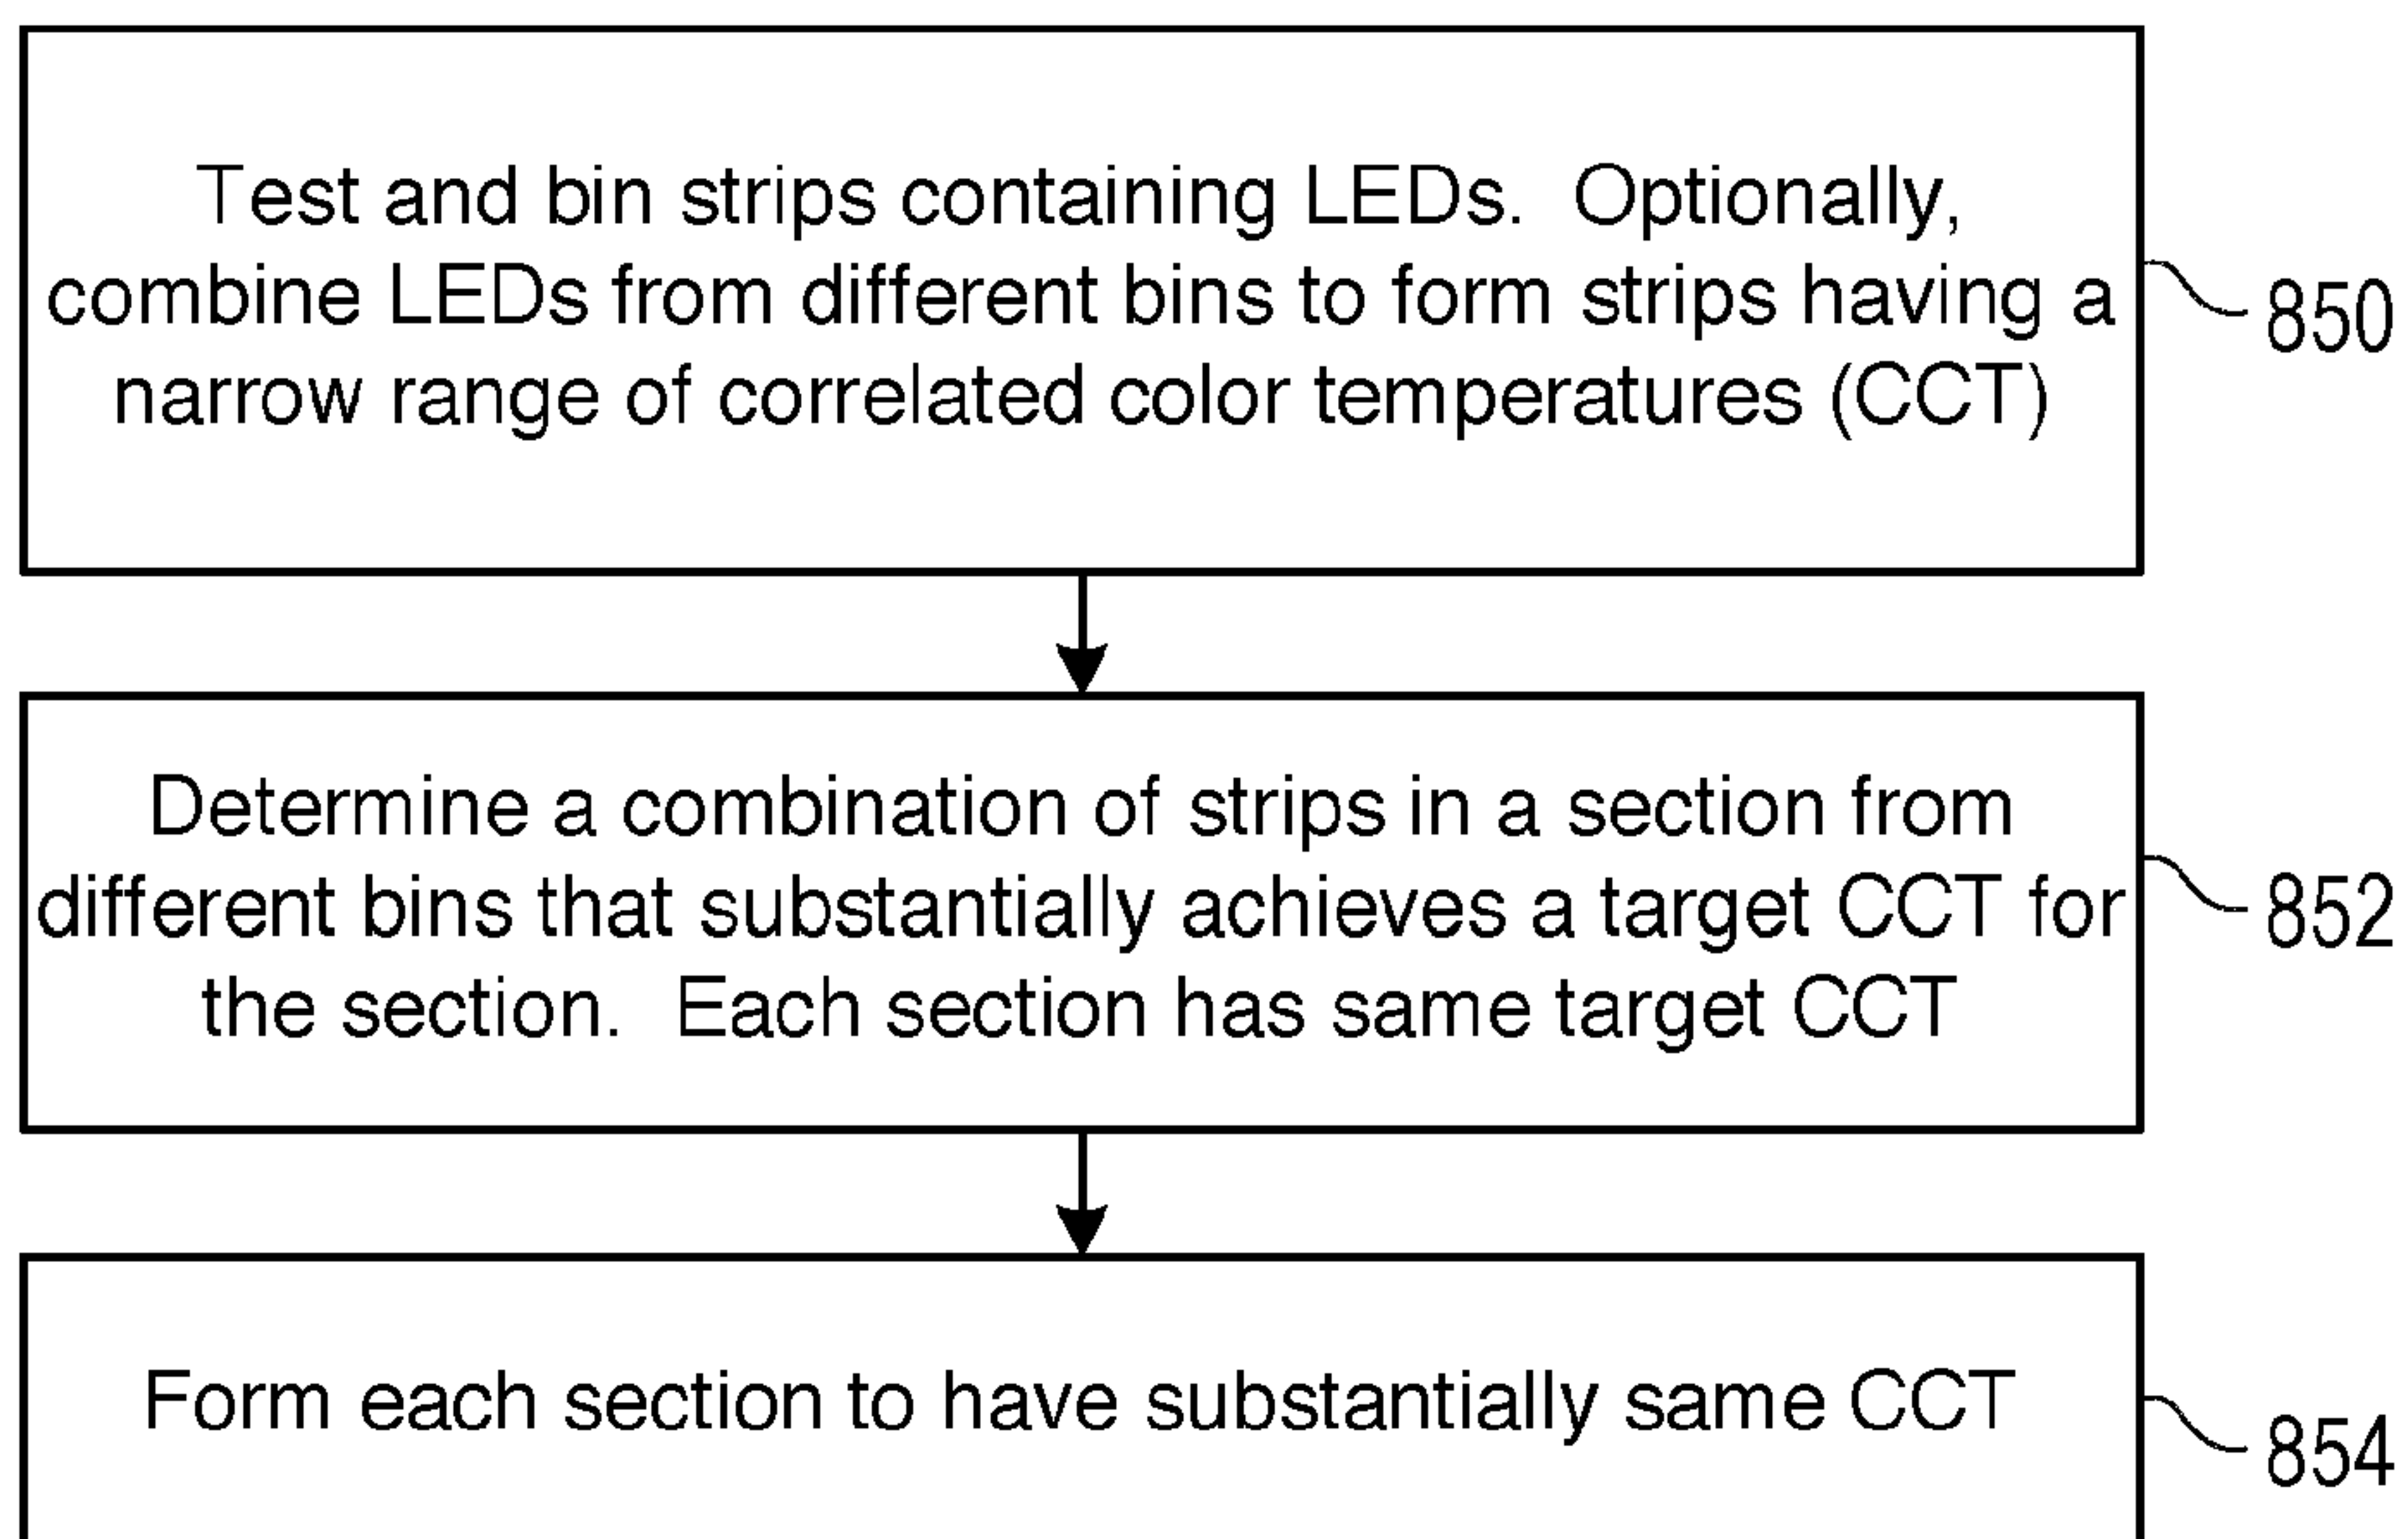 Test and bin strips containing LEDs.  Optionally,
combine LEDs from different bins to form strips having a
narrow range of correlated color temperatures (CCT)
850
Determine a combination of strips in a section from
different bins that substantially achieves a target CCT for
the section.  Each section has same target CCT
852
Form each section to have substantially same CCT
854